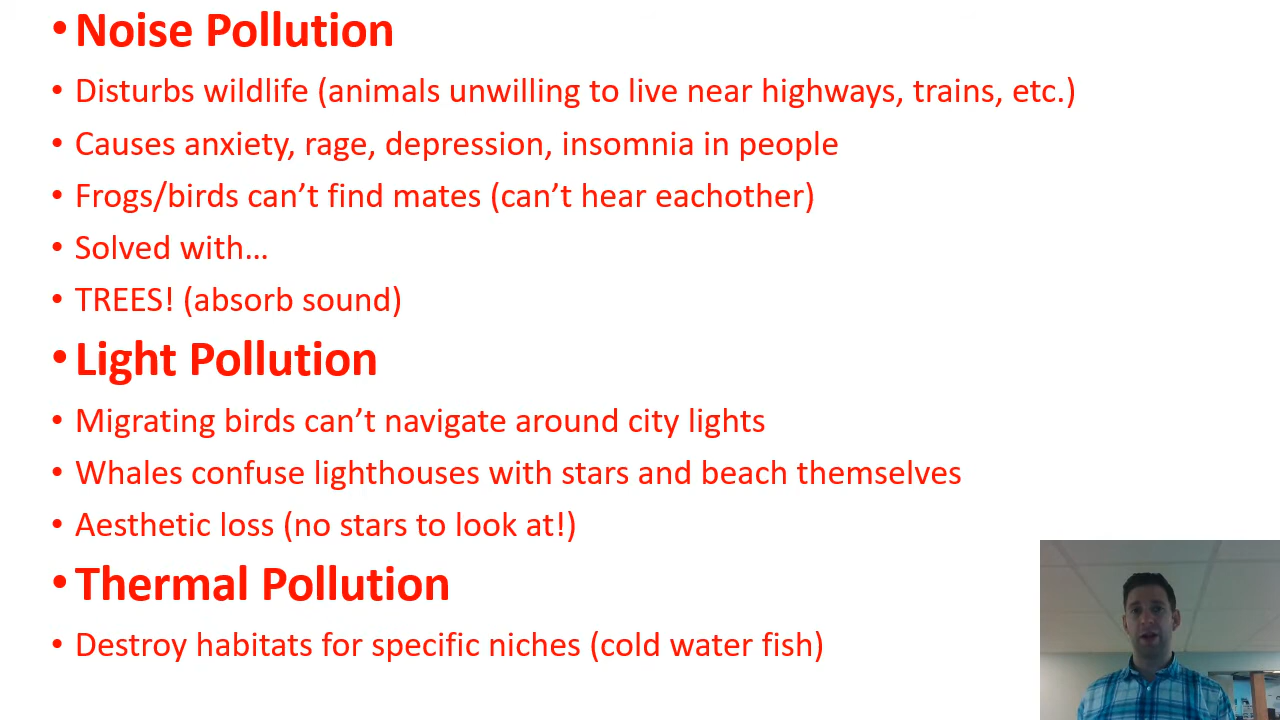 • Noise Pollution
• Disturbs wildlife (animals unwilling to live near highways, trains, etc.)
• Causes anxiety, rage, depression, insomnia in people
• Frogs/birds can’t find mates (can’t hear eachother)
• Solved with…
• TREES! (absorb sound)
• Light Pollution
• Migrating birds can’t navigate around city lights
• Whales confuse lighthouses with stars and beach themselves
• Aesthetic loss (no stars to look at!)
• Thermal Pollution
• Destroy habitats for specific niches (cold water fish)